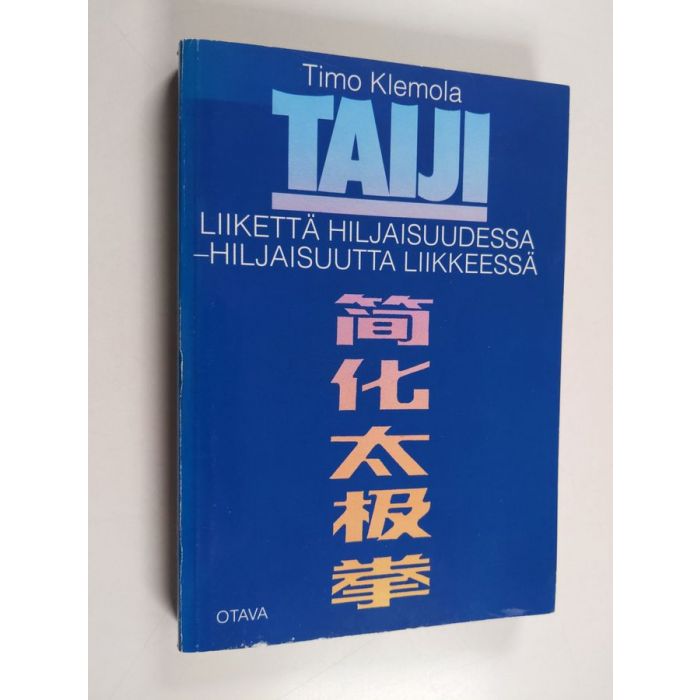 Timo Klemola
TAIJI
LIIKETTÄ HILJAISUUDESSA
–HILJAISUUTTA LIIKKEESSÄ
简化太极拳
OTAVA